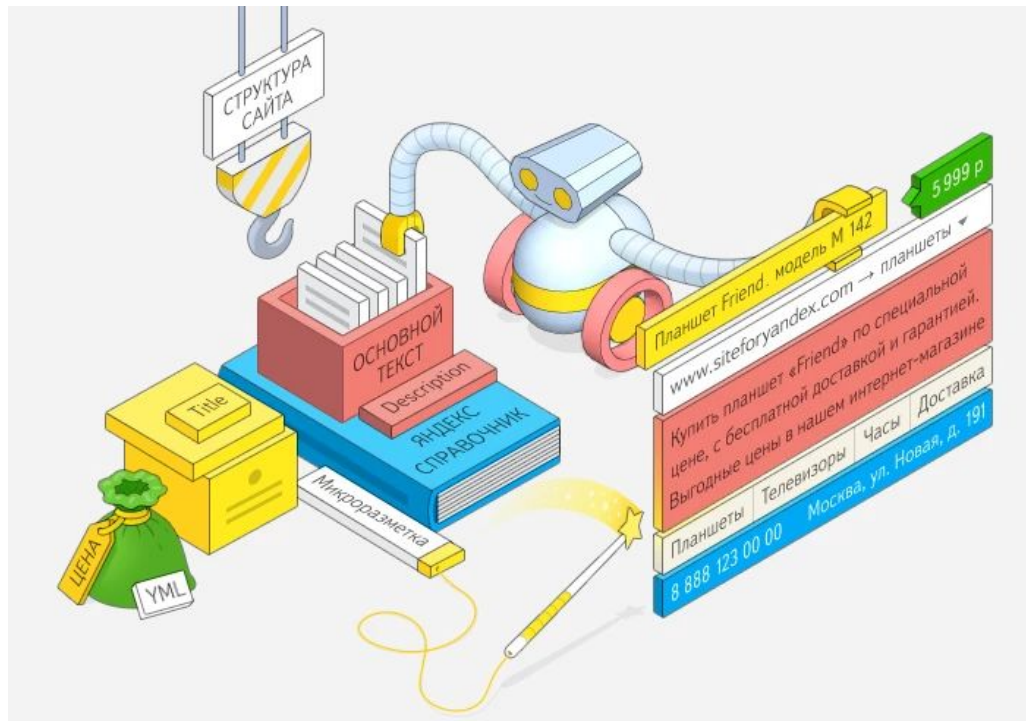 СТРУКТУРА
САЙТА
ОСНОВНОЙ
ТЕКСТ
Description
ЯНДЕКС
СПРАВОЧНИК
Title
Микроразметка
ЦЕНА
YML
5 999 р
Планшет Friend. модель М 142
www.siteforyandex.com → планшеты
Купить планшет «Friend» по специальной
цене, с бесплатной доставкой и гарантией.
Выгодные цены в нашем интернет-магазине
Планшеты Телевизоры Часы Доставка
8 888 123 00 00 Москва, ул. Новая, д. 191